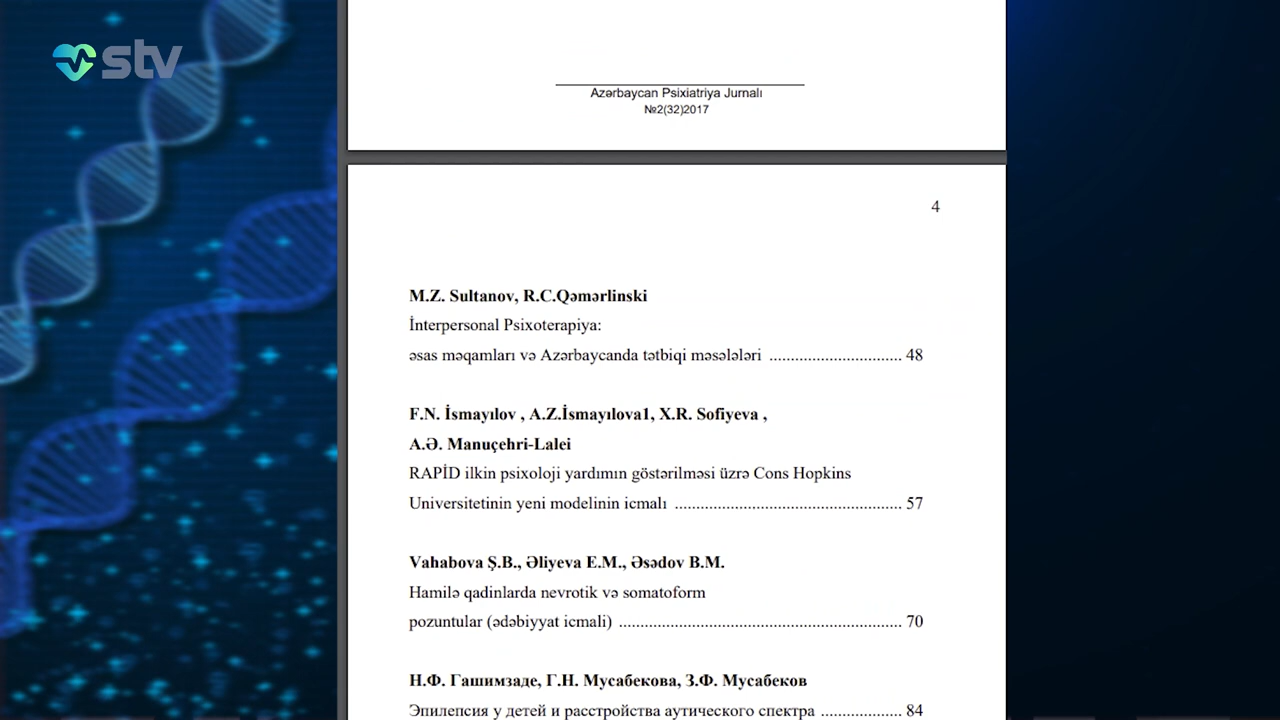 stv
Azərbaycan Psixiatriya Jurnalı
№2(32)2017
4
M.Z. Sultanov, R.C.Qəmərlinski
İnterpersonal Psixoterapiya:
əsas məqamları və Azərbaycanda tətbiqi məsələləri ............................... 48
F.N. İsmayılov , A.Z.İsmayılova1, X.R. Sofiyeva ,
A.Ə. Manuçehri-Lalei
RAPİD ilkin psixoloji yardımın göstərilməsi üzrə Cons Hopkins
Universitetinin yeni modelinin icmalı ..................................................... 57
Vahabova Ş.B., Əliyeva E.M., Əsədov B.M.
Hamilə qadinlarda nevrotik və somatoform
pozuntular (ədəbiyyat icmali) .................................................................. 70
Н.Ф. Гашимзаде, Г.Н. Мусабекова, З.Ф. Мусабеков
Эпилепсия у детей и расстройства аутического спектра ................... 84